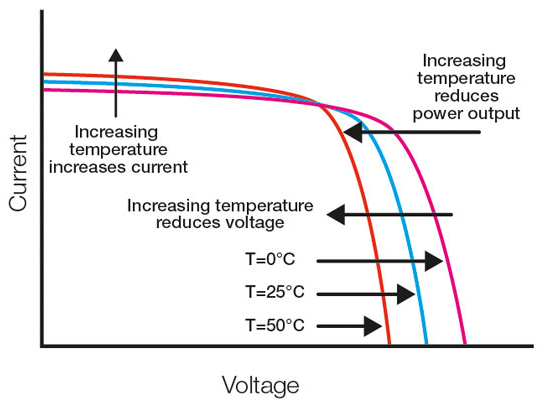 Increasing
temperature
reduces
power output
Increasing
temperature
increases current
Current
Increasing temperature
reduces voltage
T=0°C
T=25°C
T=50°C
Voltage